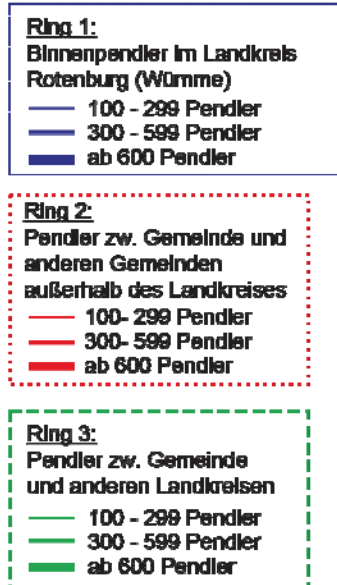 Ring 1:
Binnenpendler im Landkreis
Rotenburg (Wümme)
100 - 299 Pendler
300 - 599 Pendler
ab 600 Pendler
Ring 2:
Pendler zw. Gemeinde und
anderen Gemeinden
außerhalb des Landkreises
100- 299 Pendler
300- 599 Pendler
ab 600 Pendler
Ring 3:
Pendler zw. Gemeinde
und anderen Landkreisen
100 - 299 Pendler
300 - 599 Pendler
ab 600 Pendler